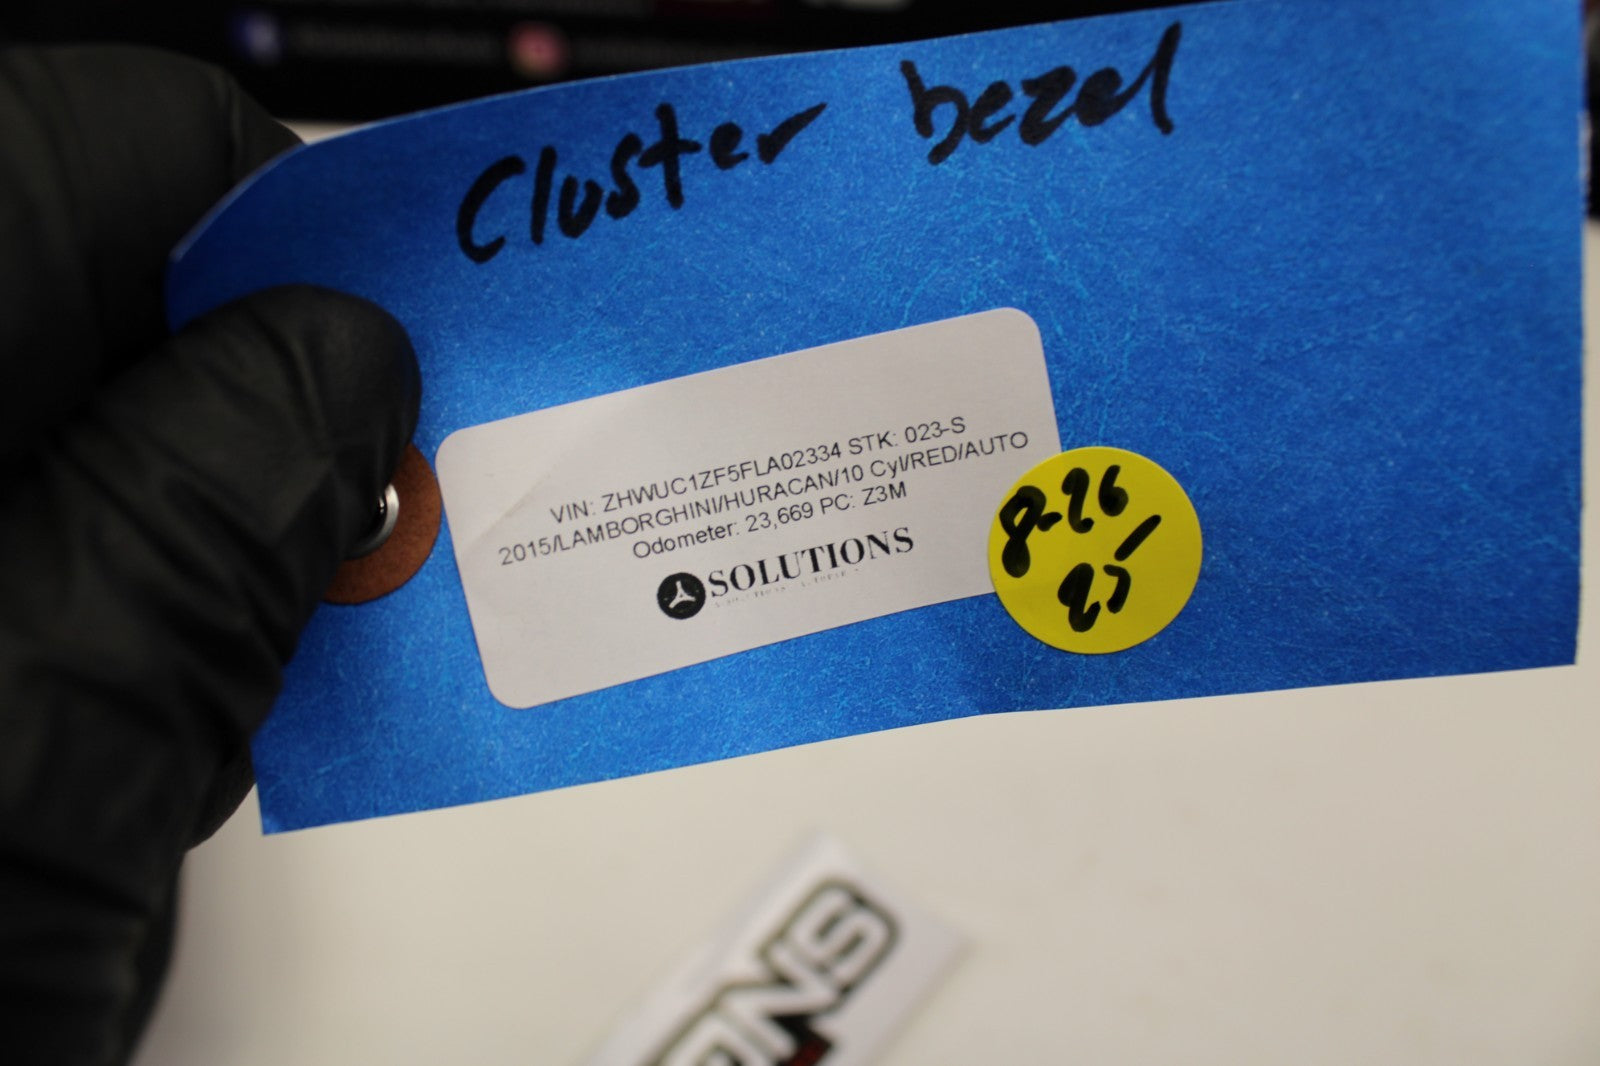 Cluster bezel
VIN: ZHWUC1ZF5FLA02334 STK: 023-S
2015/LAMBORGHINI/HURACAN/10 Cyl/RED/AUTO
Odometer: 23,669 PC: Z3M
SOLUTIONS
8-26
25
ONS